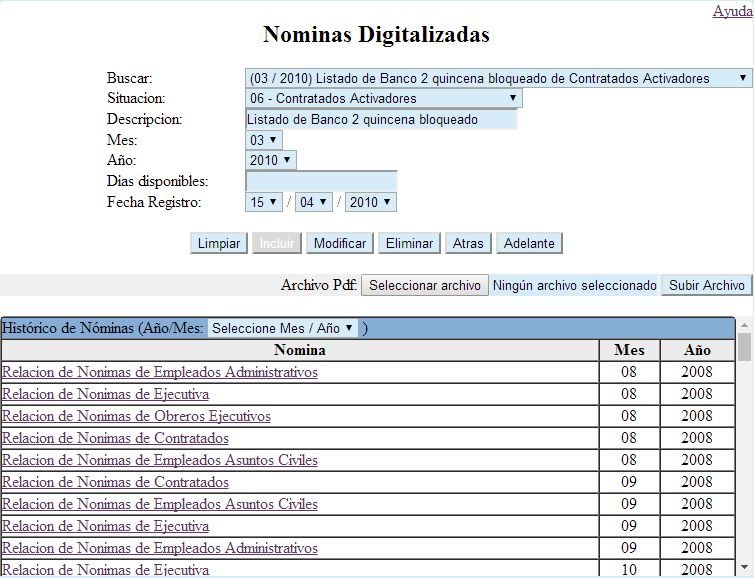 Ayuda
Nominas Digitalizadas
Buscar: (03 / 2010) Listado de Banco 2 quincena bloqueado de Contratados Activadores
Situacion: 06 - Contratados Activadores
Descripcion: Listado de Banco 2 quincena bloqueado
Mes: 03
Año: 2010
Dias disponibles:
Fecha Registro: 15 / 04 / 2010
Limpiar Incluir Modificar Eliminar Atras Adelante
Archivo Pdf: Seleccionar archivo Ningún archivo seleccionado Subir Archivo
Histórico de Nóminas (Año/Mes: Seleccione Mes / Año )
Nomina Mes Año
Relacion de Nonimas de Empleados Administrativos 08 2008
Relacion de Nonimas de Ejecutiva 08 2008
Relacion de Nonimas de Obreros Ejecutivos 08 2008
Relacion de Nonimas de Contratados 08 2008
Relacion de Nonimas de Empleados Asuntos Civiles 08 2008
Relacion de Nonimas de Contratados 09 2008
Relacion de Nonimas de Empleados Asuntos Civiles 09 2008
Relacion de Nonimas de Ejecutiva 09 2008
Relacion de Nonimas de Empleados Administrativos 09 2008
Relacion de Nonimas de Ejecutiva 10 2008